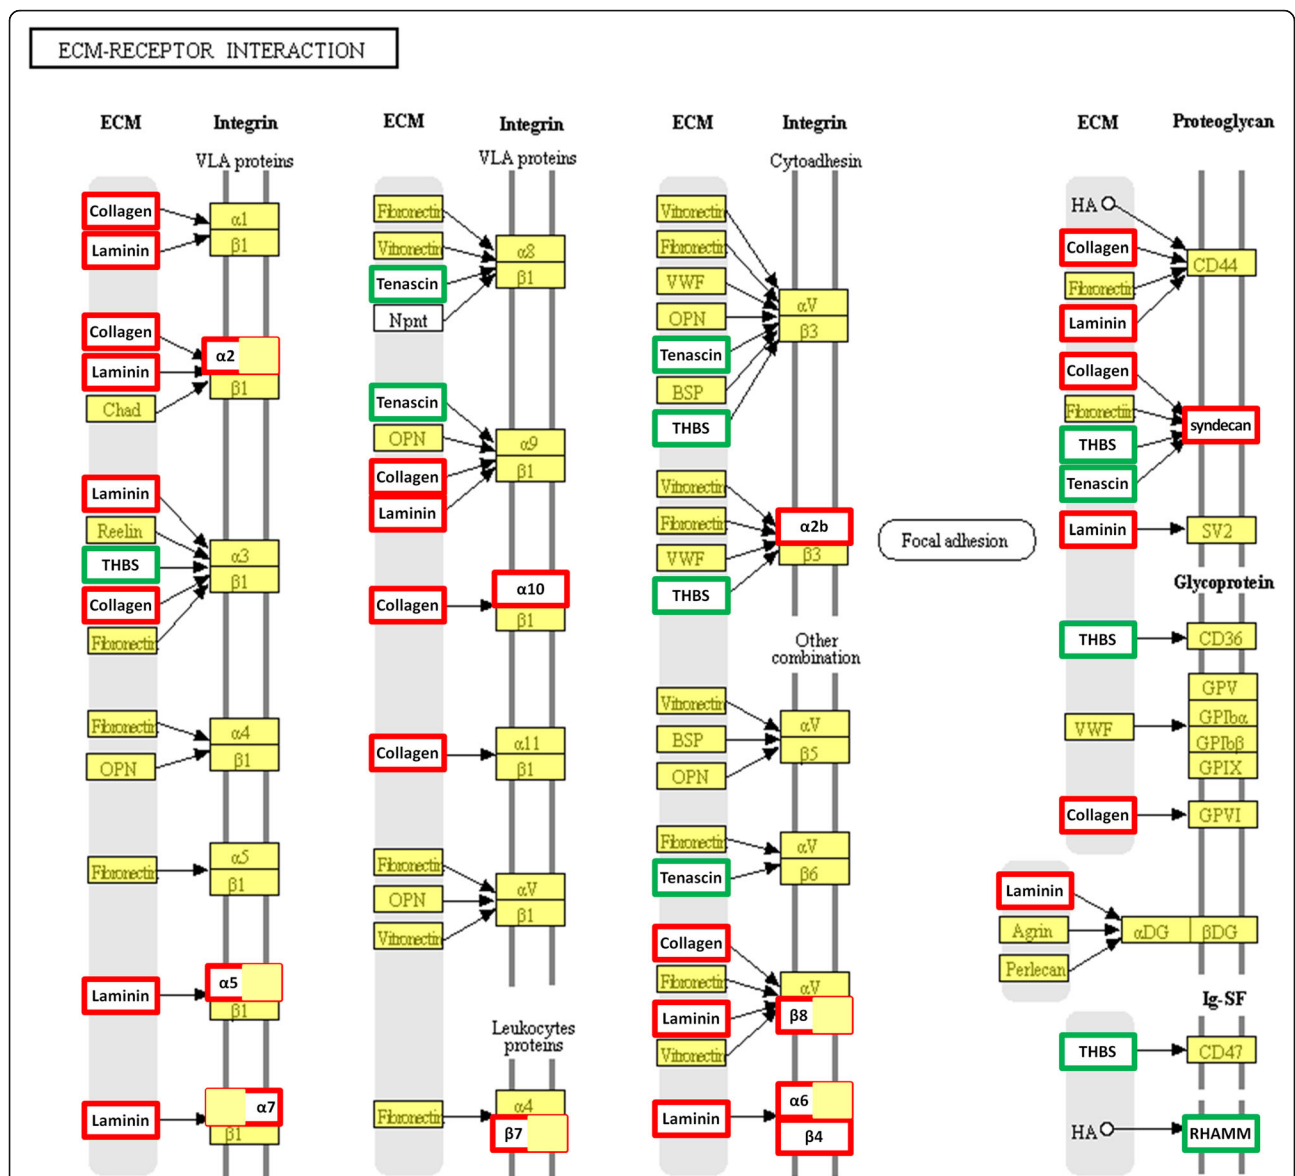 ECM-RECEPTOR INTERACTION
ECM
Integrin
VLA proteins
Collagen
Laminin
α1
β1
Collagen
Laminin
Chad
α2
β1
Laminin
Reelin
THBS
Collagen
Fibronectin
α3
β1
Fibronectin
OPN
α4
β1
Fibronectin
α5
β1
Laminin
α5
β1
Laminin
α7
β1
ECM
Integrin
VLA proteins
Fibronectin
Vitronectin
Tenascin
Npnt
α8
β1
Tenascin
OPN
Collagen
Laminin
α9
β1
Collagen
α10
β1
Collagen
α11
β1
Fibronectin
OPN
Vitronectin
αV
β1
Leukocytes
proteins
Fibronectin
α4
β7
ECM
Integrin
Cytoadhesin
Vitronectin
Fibronectin
VWF
OPN
Tenascin
BSP
THBS
αV
β3
Vitronectin
Fibronectin
VWF
THBS
α2b
β3
Other
combination
Vitronectin
BSP
OPN
αV
β5
Fibronectin
Tenascin
αV
β6
Collagen
Fibronectin
Laminin
Vitronectin
αV
β8
Laminin
α6
β4
Focal adhesion
ECM
Proteoglycan
HA
Collagen
Fibronectin
Laminin
CD44
Collagen
Fibronectin
THBS
Tenascin
syndecan
Laminin
SV2
Glycoprotein
THBS
CD36
VWF
GPV
GPIbα
GPIbβ
GPIX
Collagen
GPVI
Laminin
Agrin
Perlecan
αDG
βDG
Ig-SF
THBS
CD47
HA
RHAMM